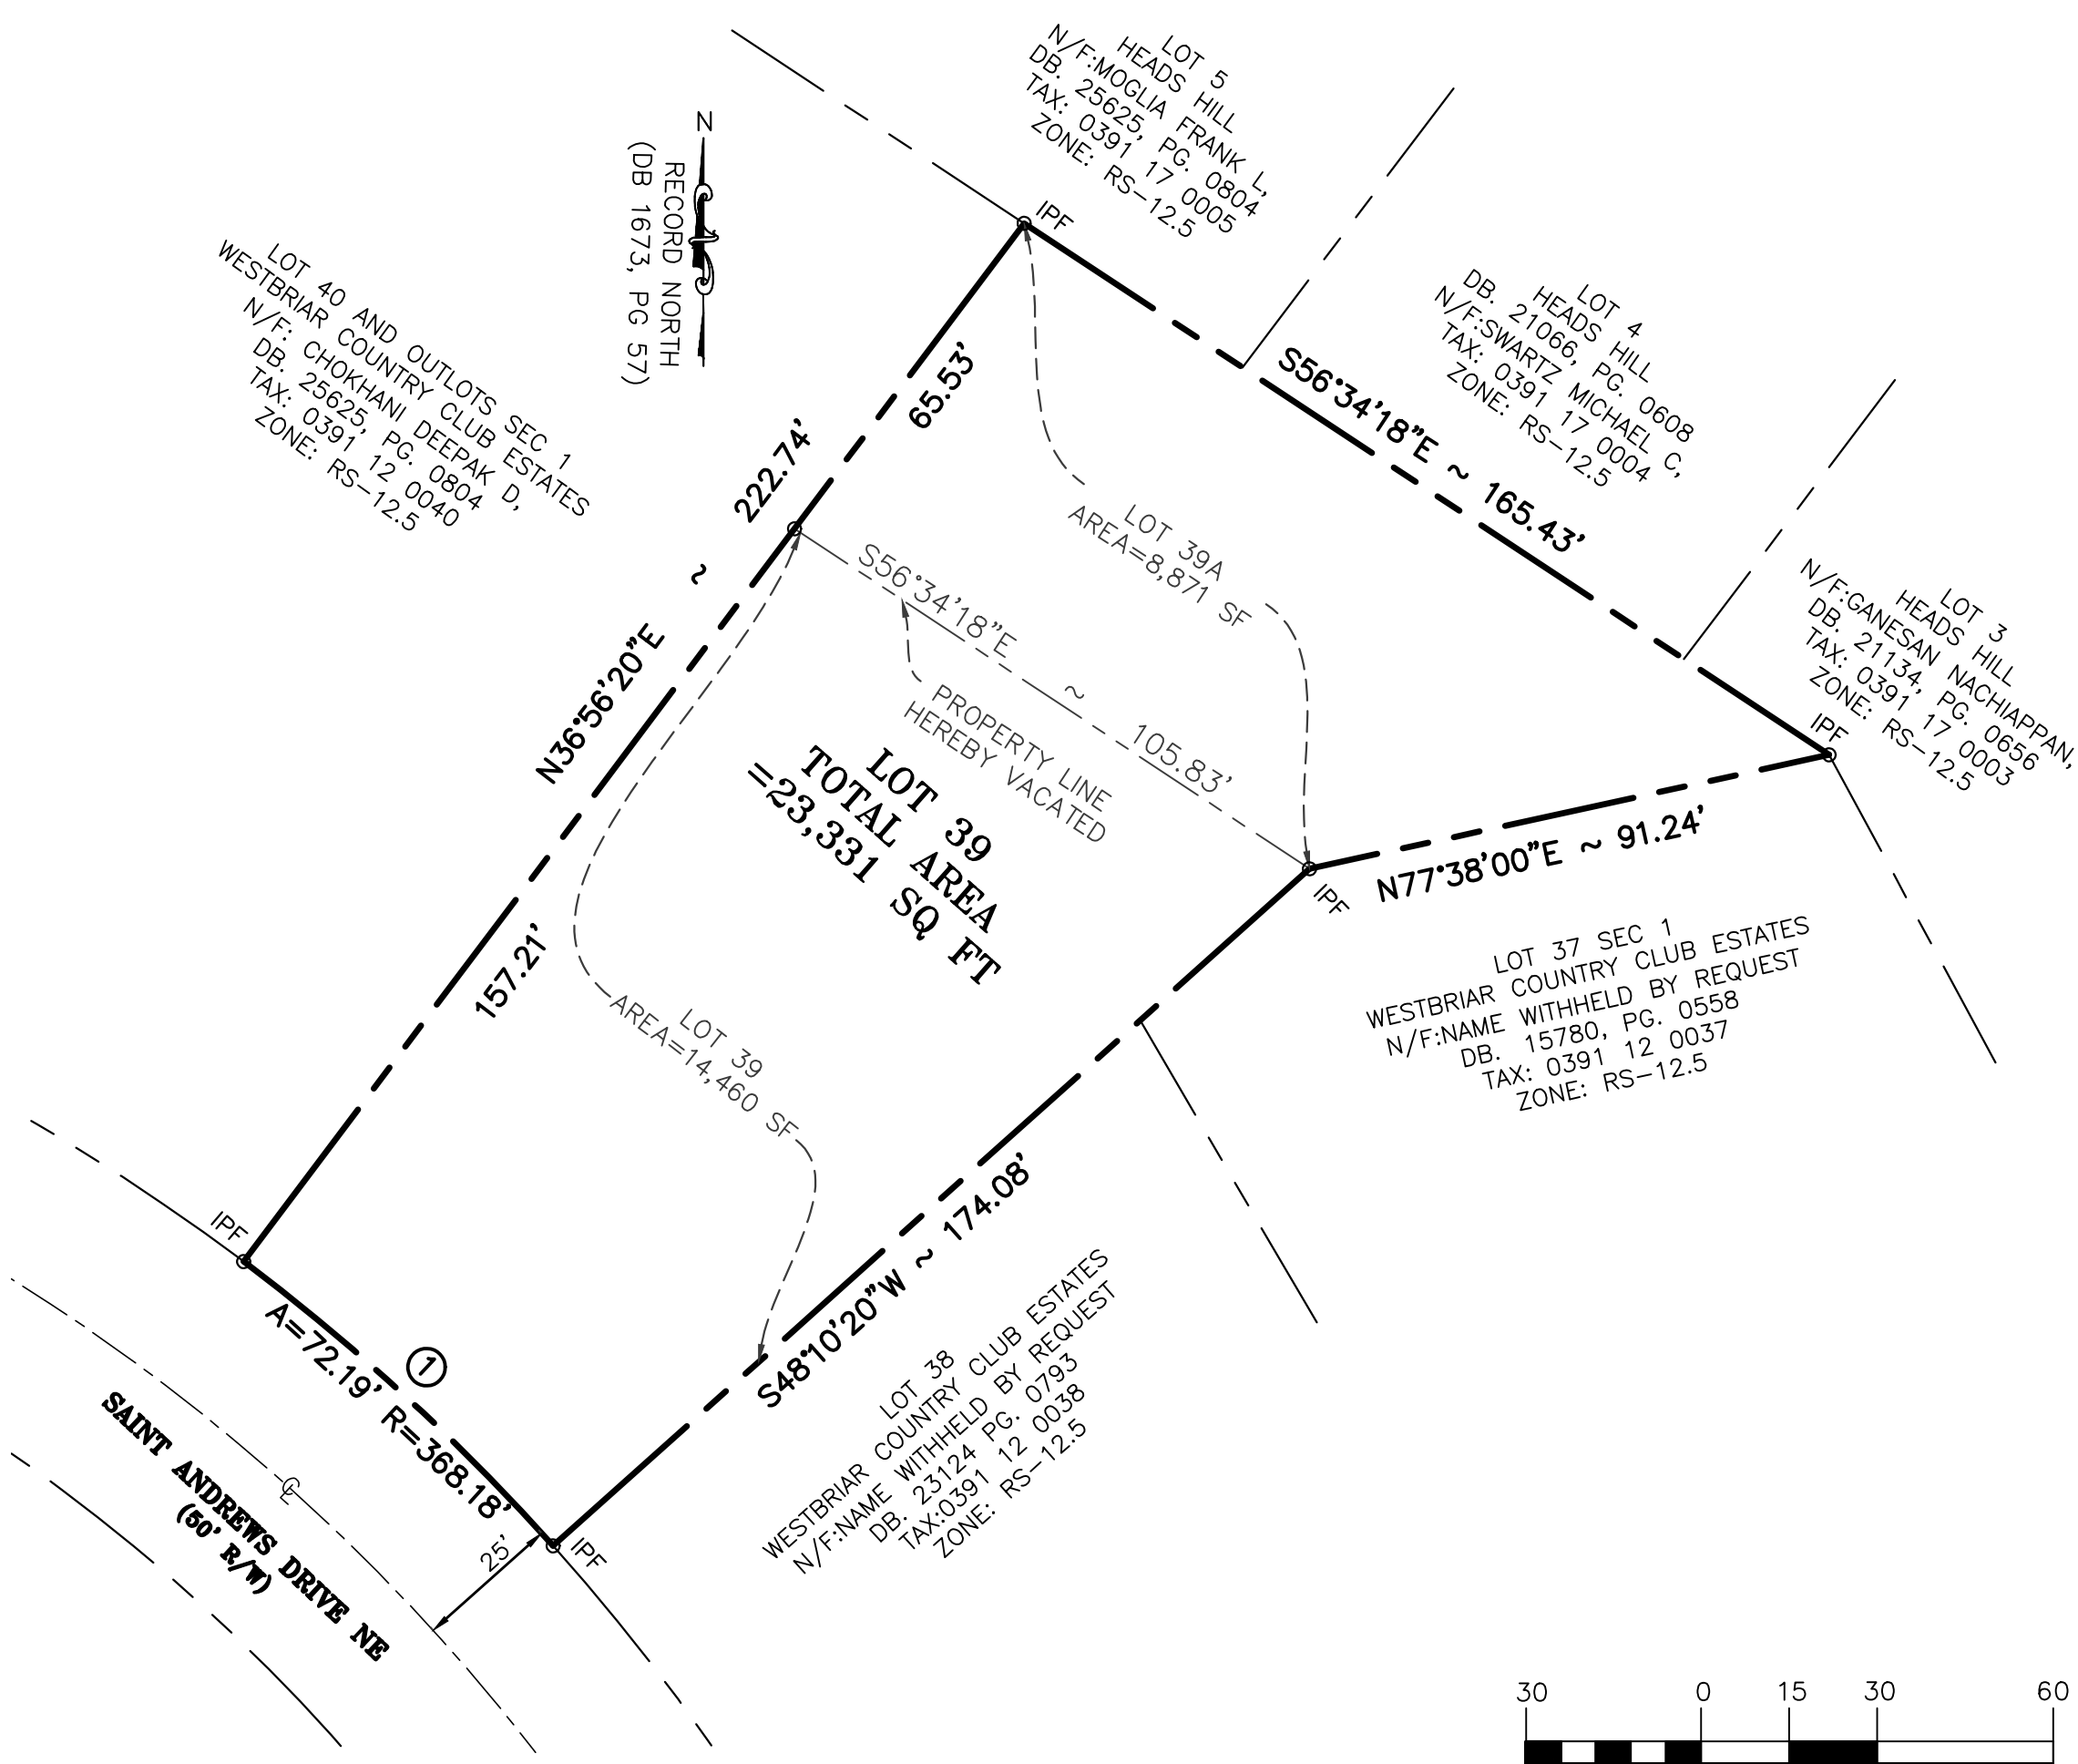 LOT 5
HEADS HILL
N/F:MOGLIA FRANK L,
DB. 25625, PG. 0804
TAX: 0391 17 0005
ZONE: RS-12.5
N
RECORD NORTH
(DB 1673, PG 57)
IPF
LOT 40 AND OUTLOTS SEC 1
WESTBRIAR COUNTRY CLUB ESTATES
N/F: CHOKHANI DEEPAK D,
DB. 25625, PG. 0804
TAX: 0391 12 0040
ZONE: RS-12.5
LOT 4
HEADS HILL
DB. 21066, PG. 0608
N/F:SWARTZ MICHAEL C,
TAX: 0391 17 0004
ZONE: RS-12.5
S56°34'18"E ~ 165.43'
65.53'
N36°56'20"E ~ 222.74'
LOT 39A
AREA=8,871 SF
S56°34'18"E ~ 105.83'
PROPERTY LINE
HEREBY VACATED
LOT 3
HEADS HILL
N/F:GANESAN NACHIAPPAN,
DB. 21134, PG. 0656
TAX: 0391 17 0003
ZONE: RS-12.5
IPF
LOT 39
TOTAL AREA
=23,331 SQ FT
N77°38'00"E ~ 91.24'
IPF
157.21'
LOT 37 SEC 1
WESTBRIAR COUNTRY CLUB ESTATES
N/F:NAME WITHHELD BY REQUEST
DB. 15780, PG. 0558
TAX: 0391 12 0037
ZONE: RS-12.5
LOT 39
AREA=14,460 SF
S48°10'20"W ~ 174.08'
IPF
A=72.19' R=368.18'
1
LOT 38
WESTBRIAR COUNTRY CLUB ESTATES
N/F:NAME WITHHELD BY REQUEST
DB. 23124 PG. 0793
TAX:0391 12 0038
ZONE: RS-12.5
CL
SAINT ANDREWS DRIVE NE
(50' R/W)
25'
IPF
30 0 15 30 60